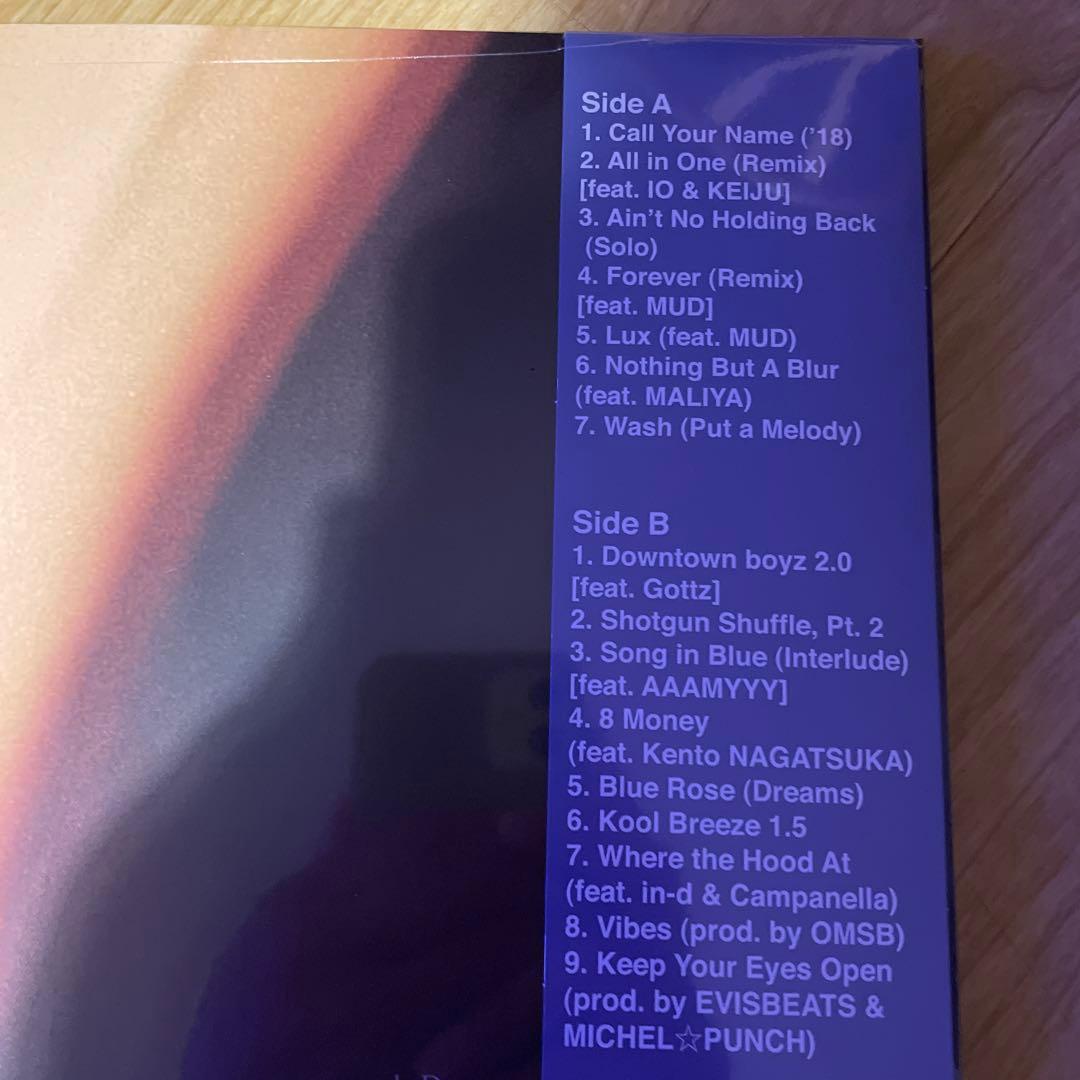 Side A
1. Call Your Name ('18)
2. All in One (Remix)
[feat. IO & KEIJU]
3. Ain't No Holding Back
(Solo)
4. Forever (Remix)
[feat. MUD]
5. Lux (feat. MUD)
6. Nothing But A Blur
(feat. MALIYA)
7. Wash (Put a Melody)
Side B
1. Downtown boyz 2.0
[feat. Gottz]
2. Shotgun Shuffle, Pt. 2
3. Song in Blue (Interlude)
[feat. AAAMYYY]
4. 8 Money
(feat. Kento NAGATSUKA)
5. Blue Rose (Dreams)
6. Kool Breeze 1.5
7. Where the Hood At
(feat. in-d & Campanella)
8. Vibes (prod. by OMSB)
9. Keep Your Eyes Open
(prod. by EVISBEATS &
MICHEL☆PUNCH)